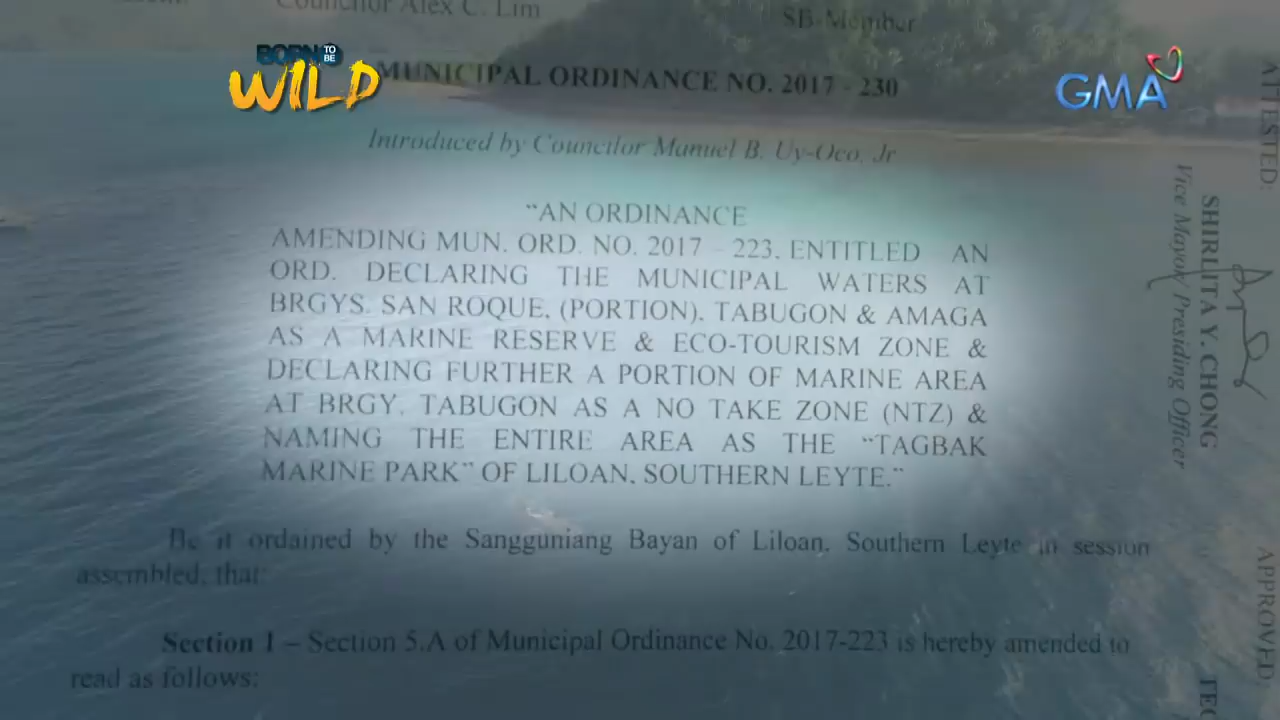 Councilor Alex C. Lim
SB-Member
BORN TO BE WILD
GMA
MUNICIPAL ORDINANCE NO. 2017 - 230
Introduced by Councilor Manuel B. Uy-Oco, Jr
“AN ORDINANCE
AMENDING MUN. ORD. NO. 2017 - 223, ENTITLED AN
ORD. DECLARING THE MUNICIPAL WATERS AT
BRGYS. SAN ROQUE, (PORTION), TABUGON & AMAGA
AS A MARINE RESERVE & ECO-TOURISM ZONE &
DECLARING FURTHER A PORTION OF MARINE AREA
AT BRGY. TABUGON AS A NO TAKE ZONE (NTZ) &
NAMING THE ENTIRE AREA AS THE “TAGBAK
MARINE PARK” OF LILOAN, SOUTHERN LEYTE.”
Be it ordained by the Sangguniang Bayan of Liloan, Southern Leyte in session
assembled, that:
Section 1 – Section 5.A of Municipal Ordinance No. 2017-223 is hereby amended to
read as follows:
SHIRLITA Y. CHONG
Vice Mayor/ Presiding Officer
ATTESTED:
APPROVED: